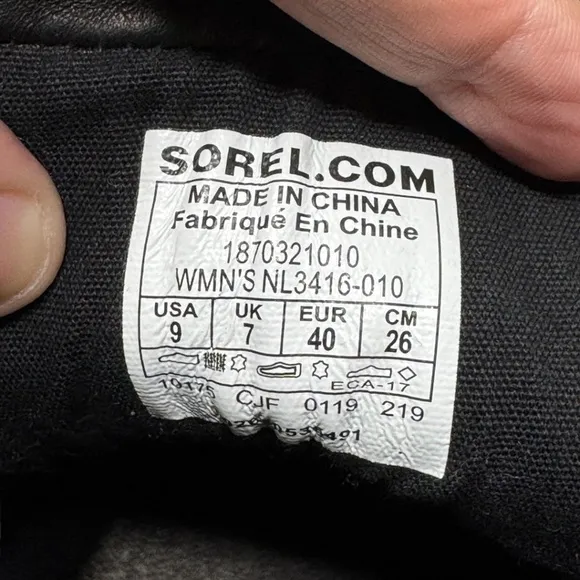 SOREL.COM
MADE IN CHINA
Fabriqué En Chine
1870321010
WMN'S NL3416-010
USA UK EUR CM
9 7 40 26
ECA-17
10175 CJF 0119 219